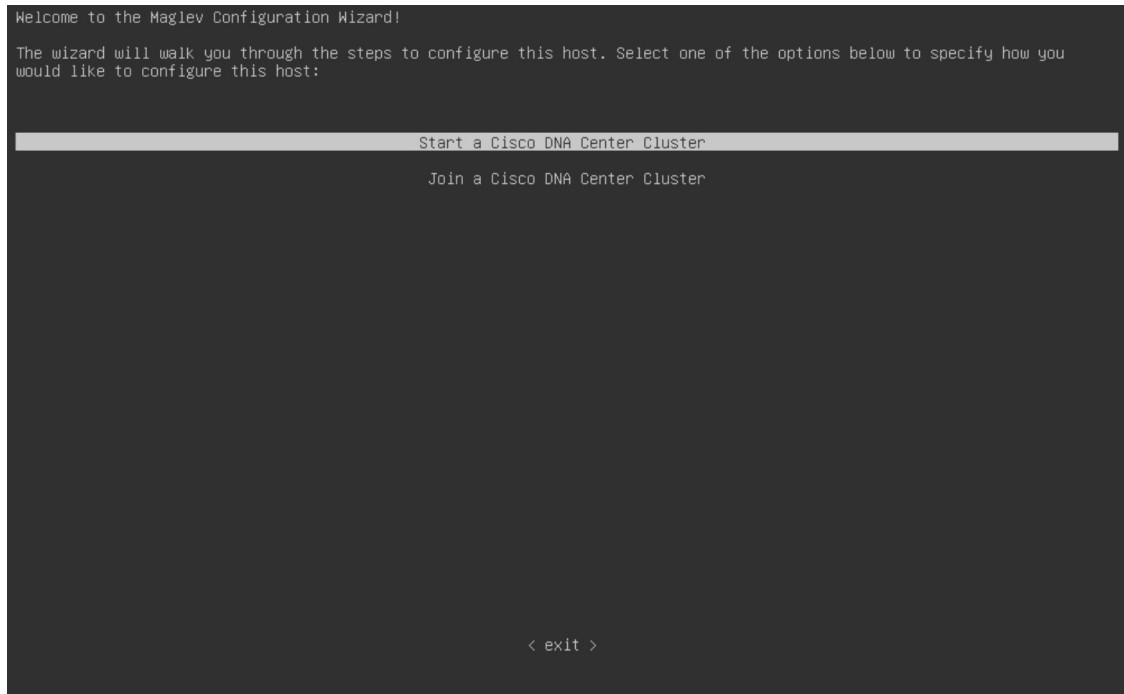 Welcome to the Maglev Configuration Wizard!
The wizard will walk you through the steps to configure this host. Select one of the options below to specify how you
would like to configure this host:
Start a Cisco DNA Center Cluster
Join a Cisco DNA Center Cluster
< exit >